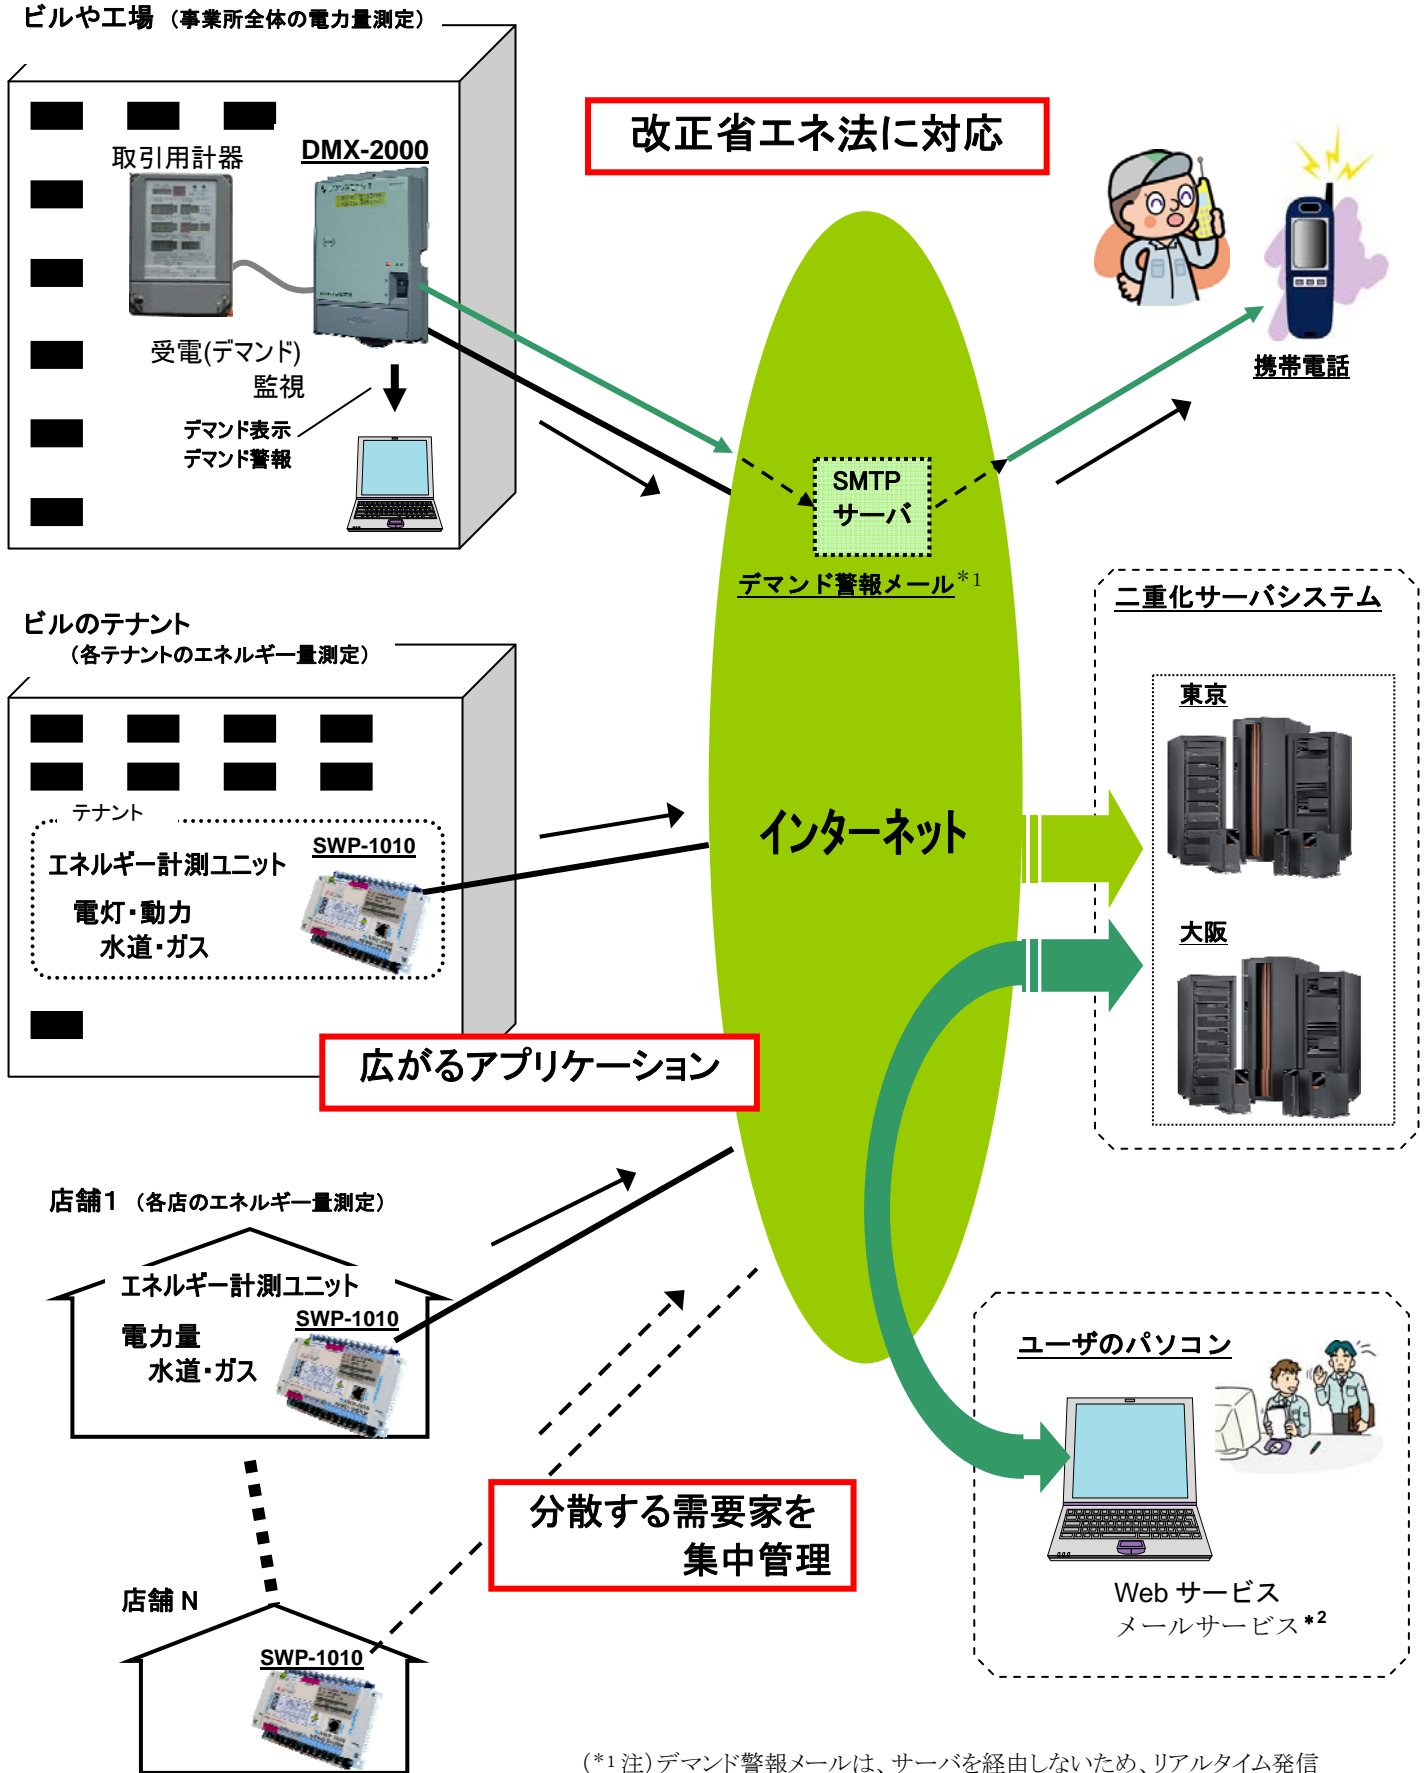 ビルや工場（事業所全体の電力量測定）
改正省エネ法に対応
取引用計器
DMX-2000
受電(デマンド)
監視
デマンド表示
デマンド警報
携帯電話
SMTP
サーバ
デマンド警報メール*1
二重化サーバシステム
東京
大阪
ビルのテナント
（各テナントのエネルギー量測定）
テナント
エネルギー計測ユニット
SWP-1010
電灯・動力
水道・ガス
インターネット
広がるアプリケーション
店舗1（各店のエネルギー量測定）
エネルギー計測ユニット
SWP-1010
電力量
水道・ガス
ユーザのパソコン
分散する需要家を
集中管理
Web サービス
メールサービス*2
店舗 N
SWP-1010
(*1 注)デマンド警報メールは、サーバを経由しないため、リアルタイム発信